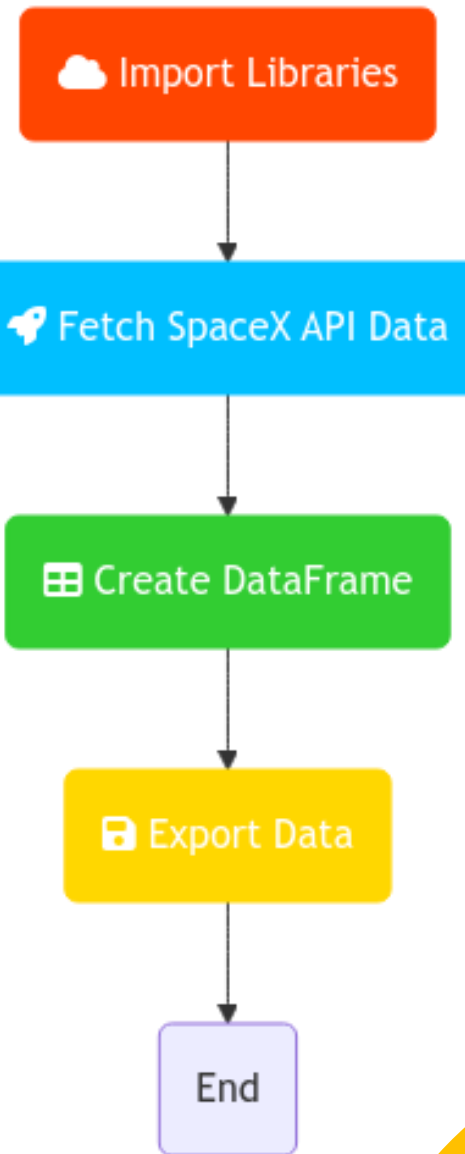 Import Libraries
Fetch SpaceX API Data
Create DataFrame
Export Data
End